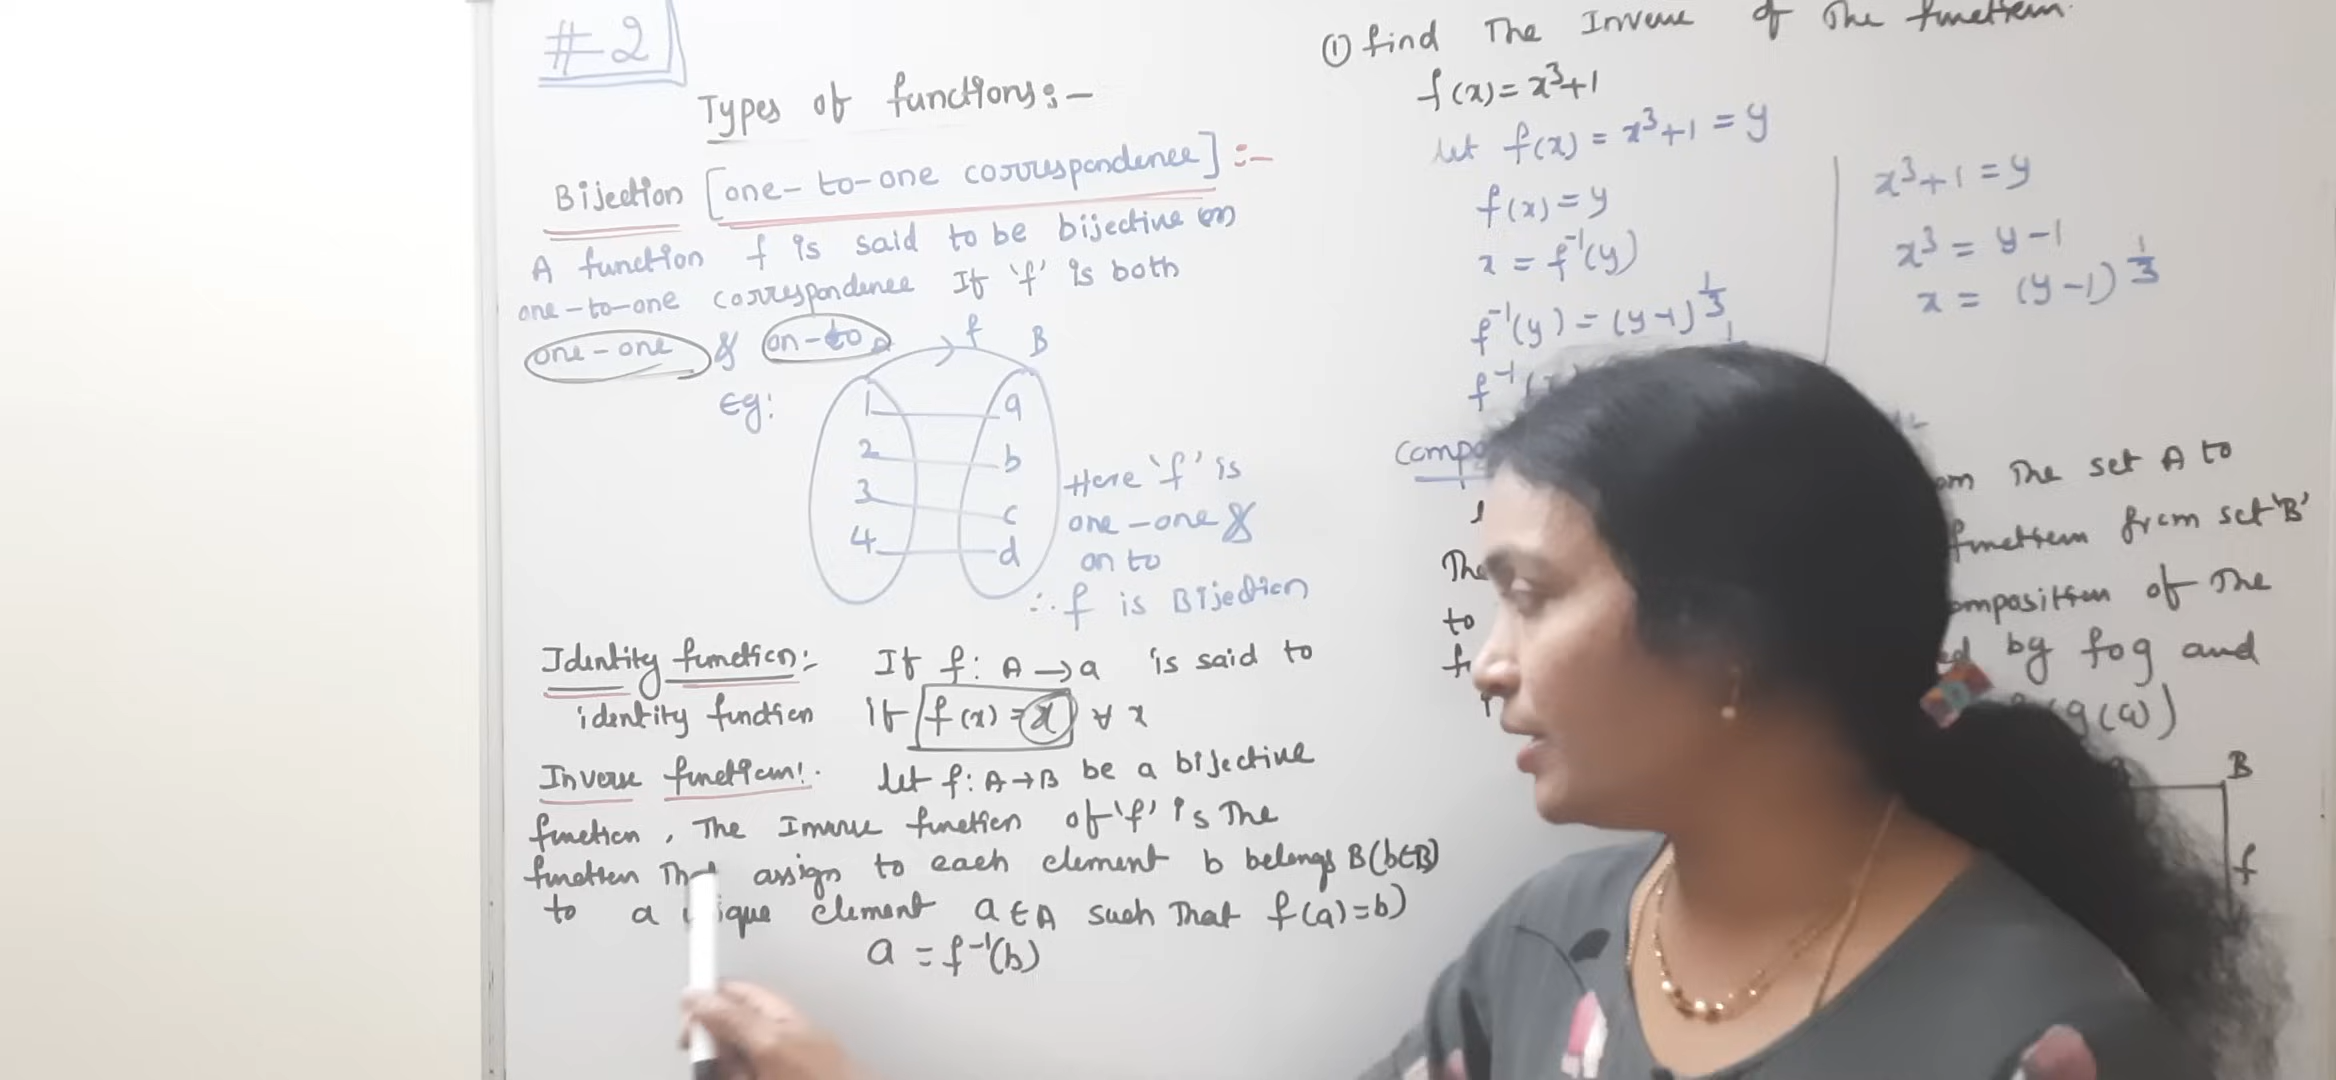 #2
Types of functions:-
Bijection [one-to-one correspondence] :-
A function f is said to be bijective (or)
one-to-one correspondence If 'f' is both
one-one & on-to
f
B
Eg:
1 a
2 b
3 c
4 d
Here 'f' is
one-one &
on to
∴ f is Bijection
Identity function:- If f: A → a is said to
identity function if f(x) = x ∀ x
Inverse function:- let f: A→B be a bijective
function, The Inverse function of 'f' is The
function assign to each element b belongs B(b∈B)
to a element a ∈ A such That f(a)=b)
a = f⁻¹(b)
① find The Inverse of The function.
f(x) = x³+1
let f(x) = x³+1 = y
f(x) = y
x = f⁻¹(y)
f⁻¹(y) = (y-1)^1/3
f⁻¹
x³+1 = y
x³ = y-1
x = (y-1)^1/3
The set A to
The function from set 'B'
to composition of The
by fog and
g(a)
B
f